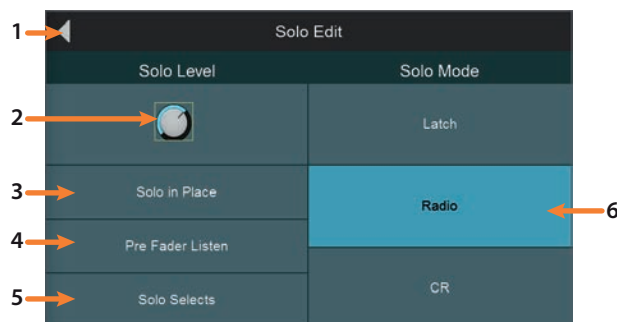 1
Solo Edit
Solo Level
Solo Mode
2
Latch
3
Solo in Place
Radio
6
4
Pre Fader Listen
5
Solo Selects
CR